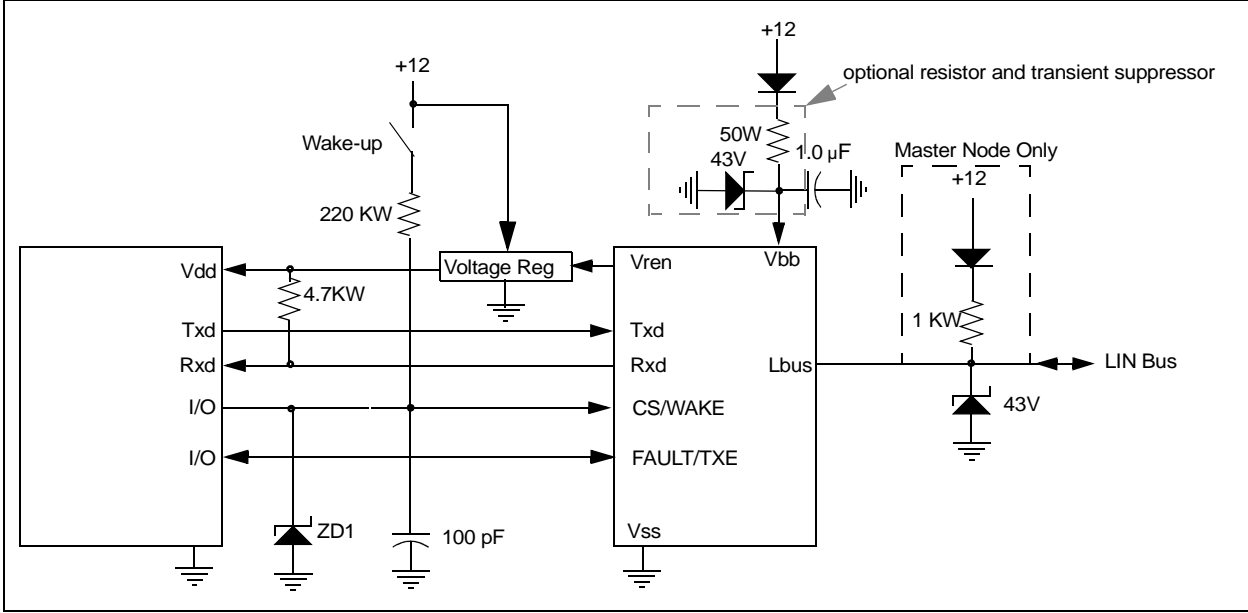 +12
optional resistor and transient suppressor
+12
Wake-up
50W
43V
1.0 µF
Master Node Only
+12
220 KW
Vdd
Voltage Reg
Vren
Vbb
4.7KW
1 KW
Txd
Txd
Rxd
Rxd
Lbus
LIN Bus
I/O
CS/WAKE
43V
I/O
FAULT/TXE
ZD1
100 pF
Vss